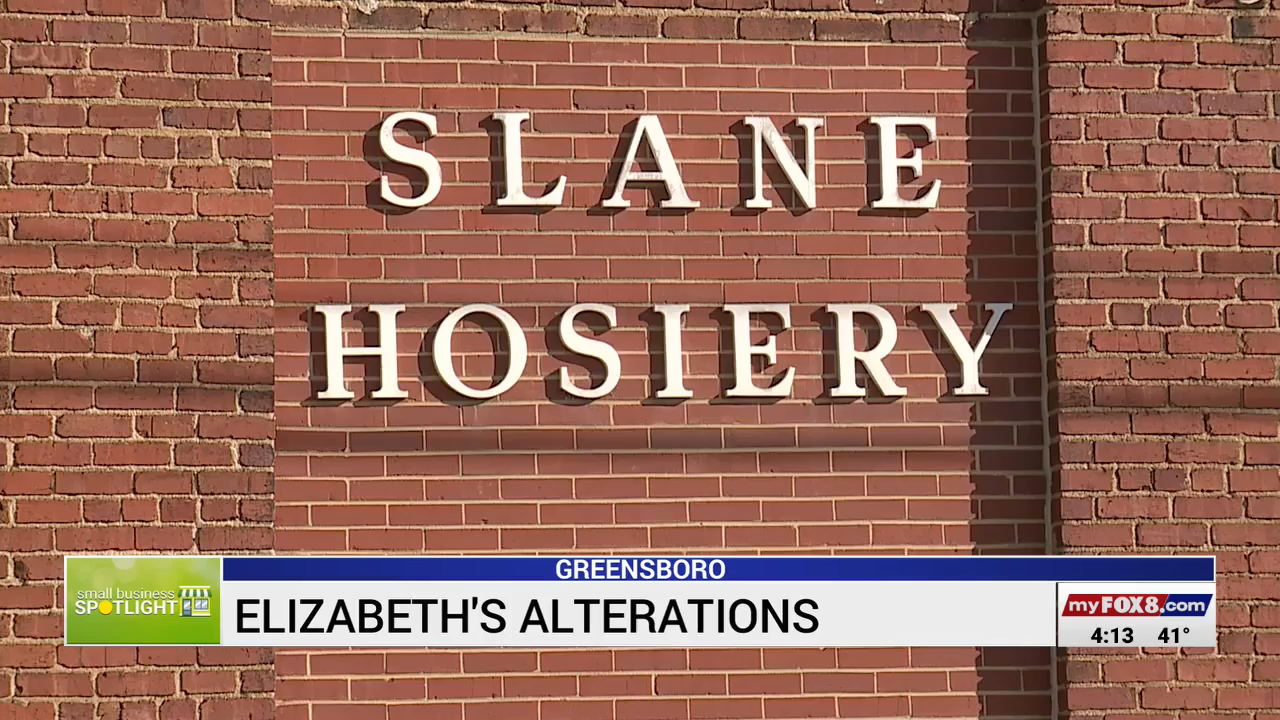 SLANE
HOSIERY
GREENSBORO
small business
SPOTLIGHT
ELIZABETH'S ALTERATIONS
myFOX8.com
4:13 41°